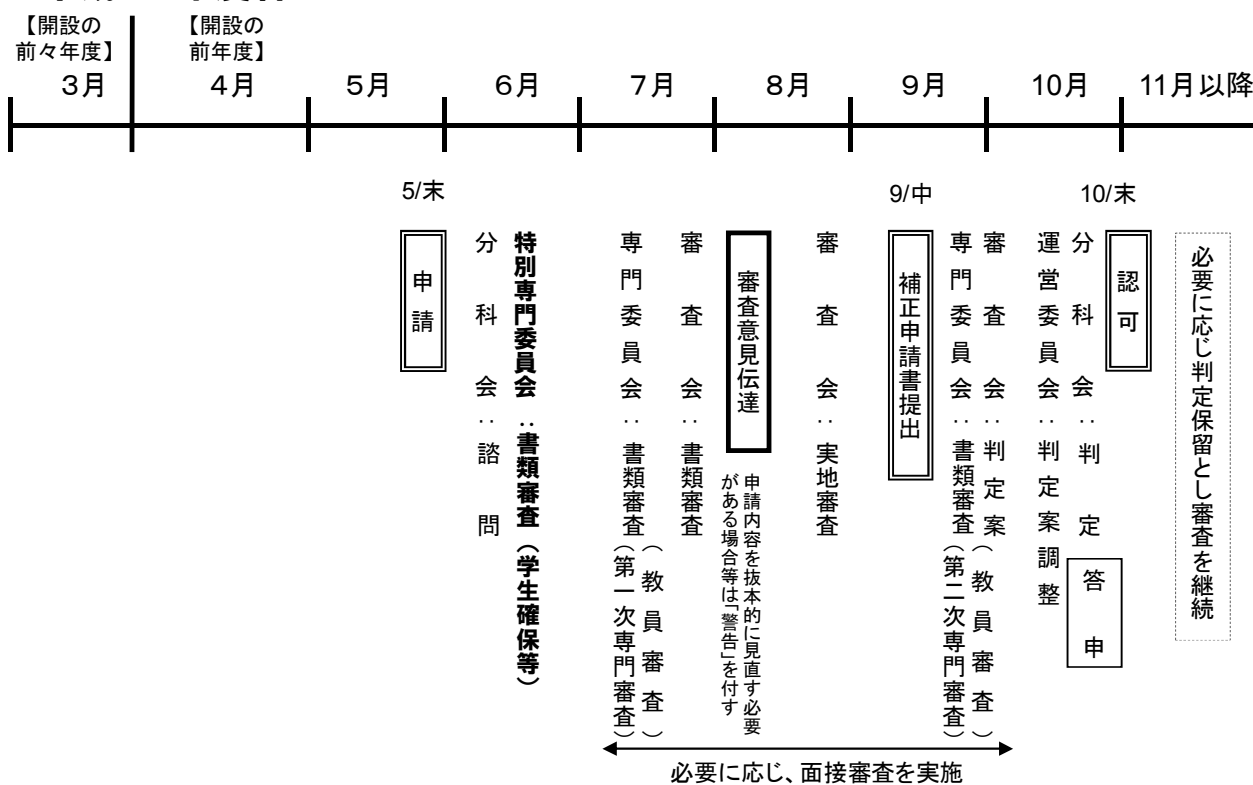 【開設の
前々年度】
【開設の
前年度】
3月
4月
5月
6月
7月
8月
9月
10月
11月以降
5/末
9/中
10/末
申請
分科会：諮問
特別専門委員会：書類審査（学生確保等）
専門委員会：書類審査
（教員審査）
（第一次専門審査）
審査会：書類審査
審査意見伝達
申請内容を抜本的に見直す必要
がある場合等は「警告」を付す
審査会：実地審査
補正申請書提出
専門委員会：書類審査
（教員審査）
（第二次専門審査）
審査会：判定案
運営委員会：判定案調整
分科会：判定
答申
認可
必要に応じ判定保留とし審査を継続
必要に応じ、面接審査を実施